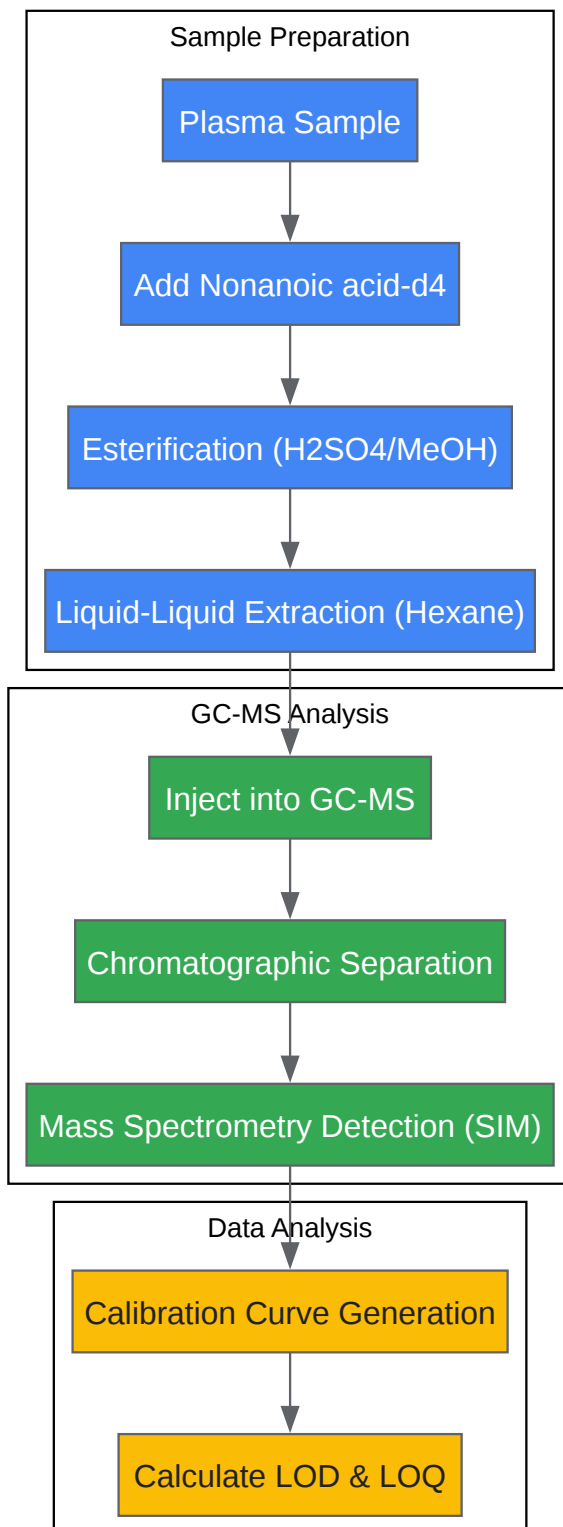 Sample Preparation
Plasma Sample
Add Nonanoic acid-d4
Esterification (H2SO4/MeOH)
Liquid-Liquid Extraction (Hexane)
GC-MS Analysis
Inject into GC-MS
Chromatographic Separation
Mass Spectrometry Detection (SIM)
Data Analysis
Calibration Curve Generation
Calculate LOD & LOQ